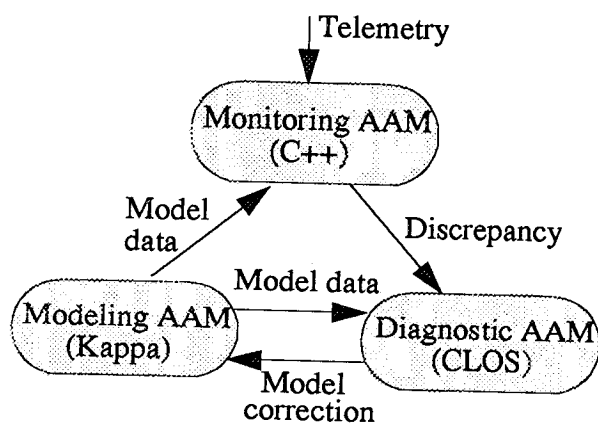 Telemetry
Monitoring AAM
(C++)
Model
data
Discrepancy
Model data
Modeling AAM
(Kappa)
Diagnostic AAM
(CLOS)
Model
correction